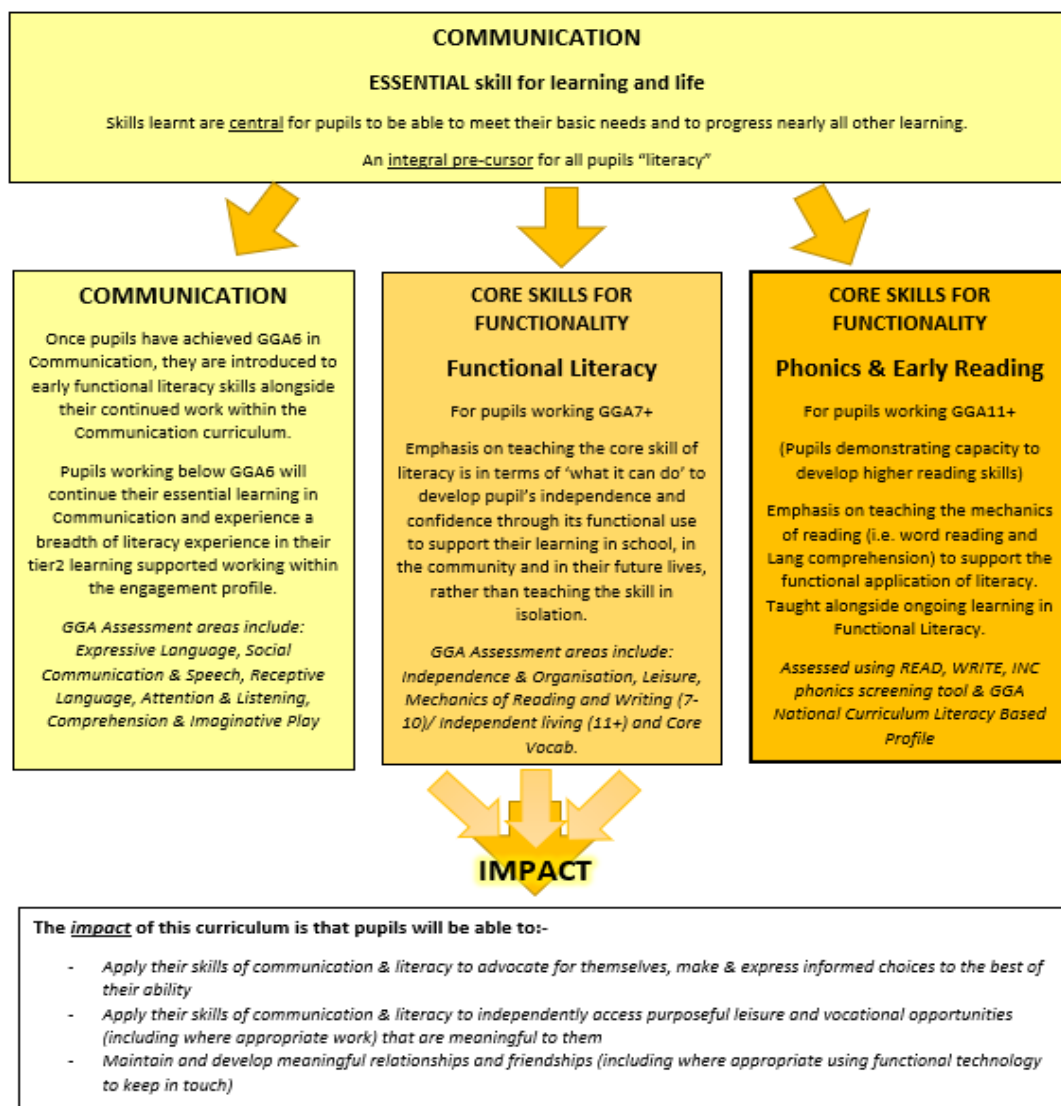 COMMUNICATION
ESSENTIAL skill for learning and life
Skills learnt are central for pupils to be able to meet their basic needs and to progress nearly all other learning.
An integral pre-cursor for all pupils “literacy”
COMMUNICATION
Once pupils have achieved GGA6 in
Communication, they are introduced to
early functional literacy skills alongside
their continued work within the
Communication curriculum.
Pupils working below GGA6 will
continue their essential learning in
Communication and experience a
breadth of literacy experience in their
tier2 learning supported working within
the engagement profile.
GGA Assessment areas include:
Expressive Language, Social
Communication & Speech, Receptive
Language, Attention & Listening,
Comprehension & Imaginative Play
CORE SKILLS FOR
FUNCTIONALITY
Functional Literacy
For pupils working GGA7+
Emphasis on teaching the core skill of
literacy is in terms of ‘what it can do’ to
develop pupil’s independence and
confidence through its functional use
to support their learning in school, in
the community and in their future lives,
rather than teaching the skill in
isolation.
GGA Assessment areas include:
Independence & Organisation, Leisure,
Mechanics of Reading and Writing (7-
10)/ Independent living (11+) and Core
Vocab.
CORE SKILLS FOR
FUNCTIONALITY
Phonics & Early Reading
For pupils working GGA11+
(Pupils demonstrating capacity to
develop higher reading skills)
Emphasis on teaching the mechanics
of reading (i.e. word reading and
Lang comprehension) to support the
functional application of literacy.
Taught alongside ongoing learning in
Functional Literacy.
Assessed using READ, WRITE, INC
phonics screening tool & GGA
National Curriculum Literacy Based
Profile
IMPACT
The impact of this curriculum is that pupils will be able to:-
- Apply their skills of communication & literacy to advocate for themselves, make & express informed choices to the best of
their ability
- Apply their skills of communication & literacy to independently access purposeful leisure and vocational opportunities
(including where appropriate work) that are meaningful to them
- Maintain and develop meaningful relationships and friendships (including where appropriate using functional technology
to keep in touch)